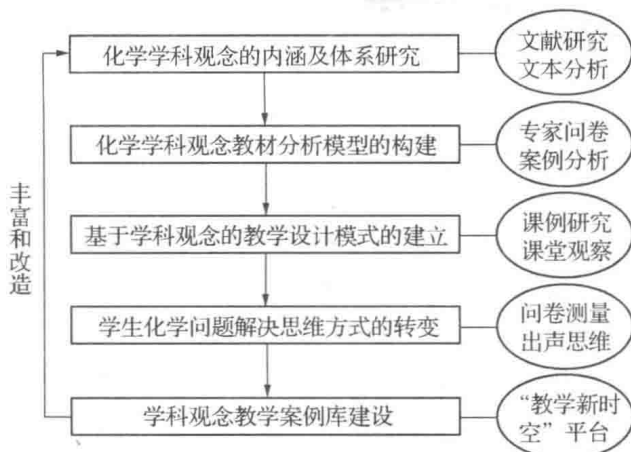 化学学科观念的内涵及体系研究
文献研究
文本分析
化学学科观念教材分析模型的构建
专家问卷
案例分析
丰富和改造
基于学科观念的教学设计模式的建立
课例研究
课堂观察
学生化学问题解决思维方式的转变
问卷测量
出声思维
学科观念教学案例库建设
“教学新时
空”平台